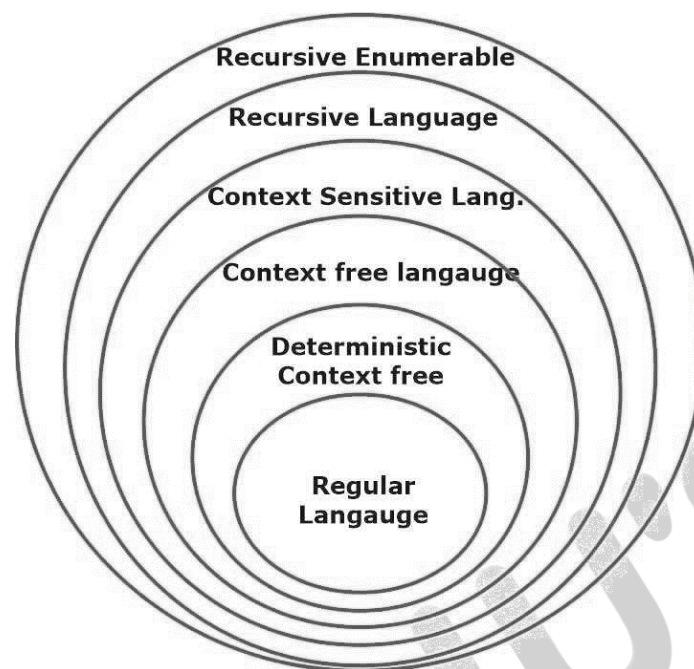 Recursive Enumerable
Recursive Language
Context Sensitive Lang.
Context free langauge
Deterministic
Context free
Regular
Langauge